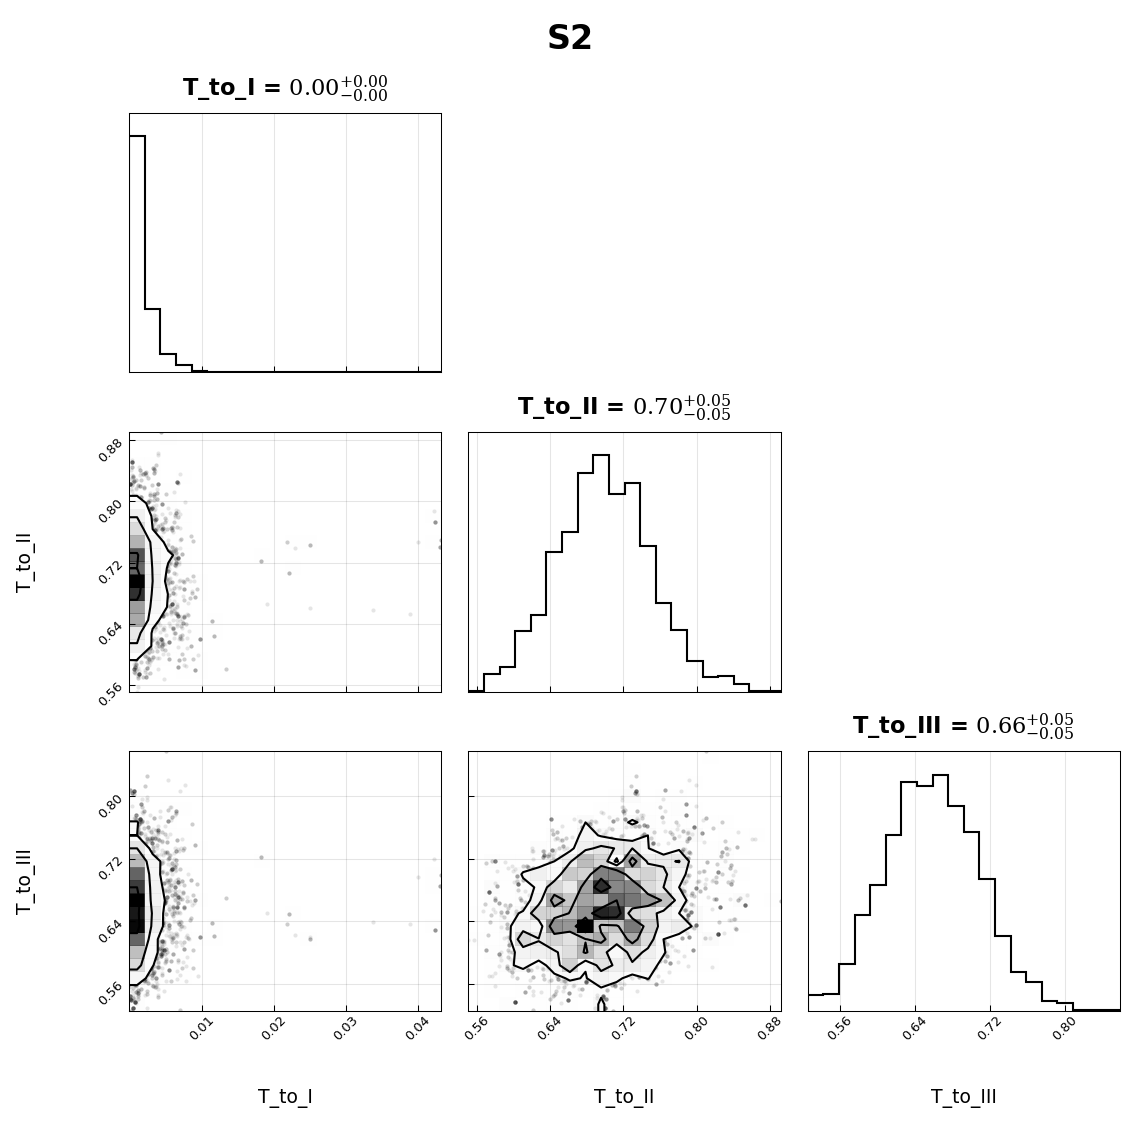 S2
T_to_I = 0.00 +0.00 −0.00
T_to_II = 0.70 +0.05 −0.05
T_to_II
0.88
0.80
0.72
0.64
0.56
T_to_III = 0.66 +0.05 −0.05
T_to_III
0.80
0.72
0.64
0.56
0.01 0.02 0.03 0.04
0.56 0.64 0.72 0.80 0.88
0.56 0.64 0.72 0.80
T_to_I T_to_II T_to_III